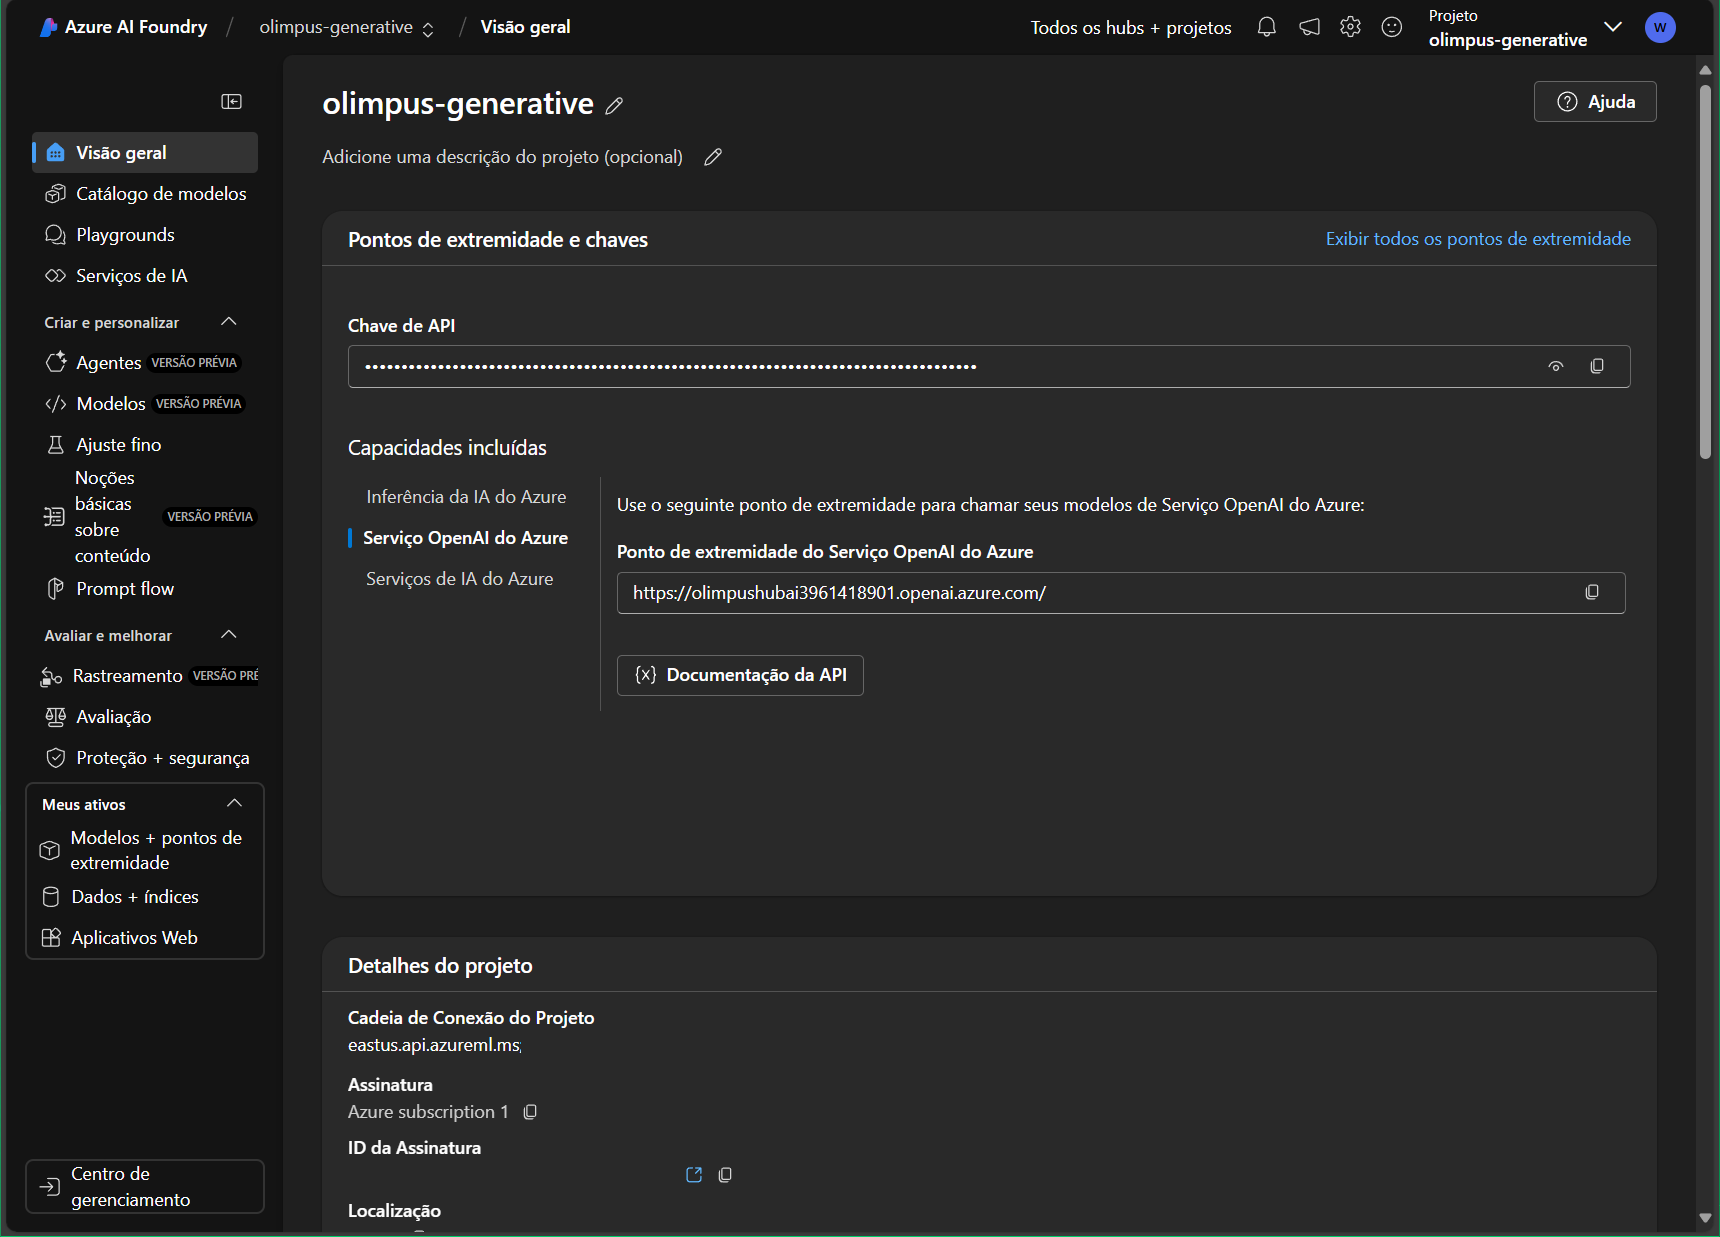 Azure AI Foundry / olimpus-generative / Visão geral
Todos os hubs + projetos
Projeto
olimpus-generative
W
Visão geral
Catálogo de modelos
Playgrounds
Serviços de IA
Criar e personalizar
Agentes VERSÃO PRÉVIA
Modelos VERSÃO PRÉVIA
Ajuste fino
Noções
básicas
sobre
conteúdo
VERSÃO PRÉVIA
Prompt flow
Avaliar e melhorar
Rastreamento VERSÃO PRÉ
Avaliação
Proteção + segurança
Meus ativos
Modelos + pontos de
extremidade
Dados + índices
Aplicativos Web
Centro de
gerenciamento
olimpus-generative
Ajuda
Adicione uma descrição do projeto (opcional)
Pontos de extremidade e chaves
Exibir todos os pontos de extremidade
Chave de API
Capacidades incluídas
Inferência da IA do Azure
Serviço OpenAI do Azure
Serviços de IA do Azure
Use o seguinte ponto de extremidade para chamar seus modelos de Serviço OpenAI do Azure:
Ponto de extremidade do Serviço OpenAI do Azure
https://olimpushubai3961418901.openai.azure.com/
{x} Documentação da API
Detalhes do projeto
Cadeia de Conexão do Projeto
eastus.api.azureml.ms;
Assinatura
Azure subscription 1
ID da Assinatura
Localização